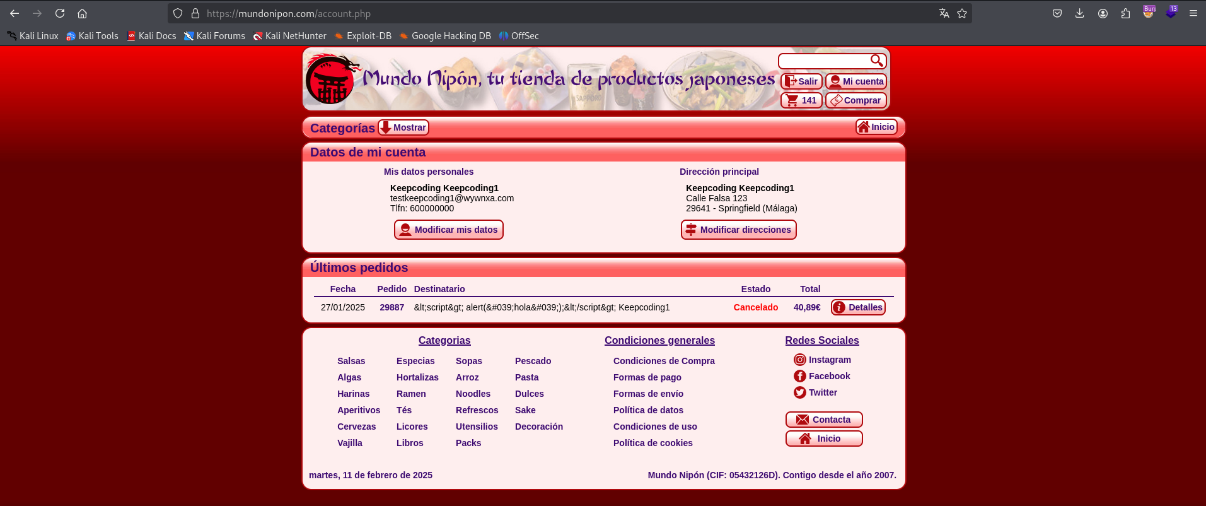 https://mundonipon.com/account.php
Bun
13
Kali Linux Kali Tools Kali Docs Kali Forums Kali NetHunter Exploit-DB Google Hacking DB OffSec
Mundo Nipón, tu tienda de productos japoneses
Salir Mi cuenta
141 Comprar
Categorías Mostrar Inicio
Datos de mi cuenta
Mis datos personales Dirección principal
Keepcoding Keepcoding1 Keepcoding Keepcoding1
testkeepcoding1@wywnxa.com Calle Falsa 123
Tlfn: 600000000 29641 - Springfield (Málaga)
Modificar mis datos Modificar direcciones
Últimos pedidos
Fecha Pedido Destinatario Estado Total
27/01/2025 29887 &lt;script&gt; alert(&#039;hola&#039;);&lt;/script&gt; Keepcoding1 Cancelado 40,89€ Detalles
Categorias Condiciones generales Redes Sociales
Salsas Especias Sopas Pescado Condiciones de Compra Instagram
Algas Hortalizas Arroz Pasta Formas de pago Facebook
Harinas Ramen Noodles Dulces Formas de envío Twitter
Aperitivos Tés Refrescos Sake Política de datos
Cervezas Licores Utensilios Decoración Condiciones de uso Contacta
Vajilla Libros Packs Política de cookies Inicio
martes, 11 de febrero de 2025 Mundo Nipón (CIF: 05432126D). Contigo desde el año 2007.